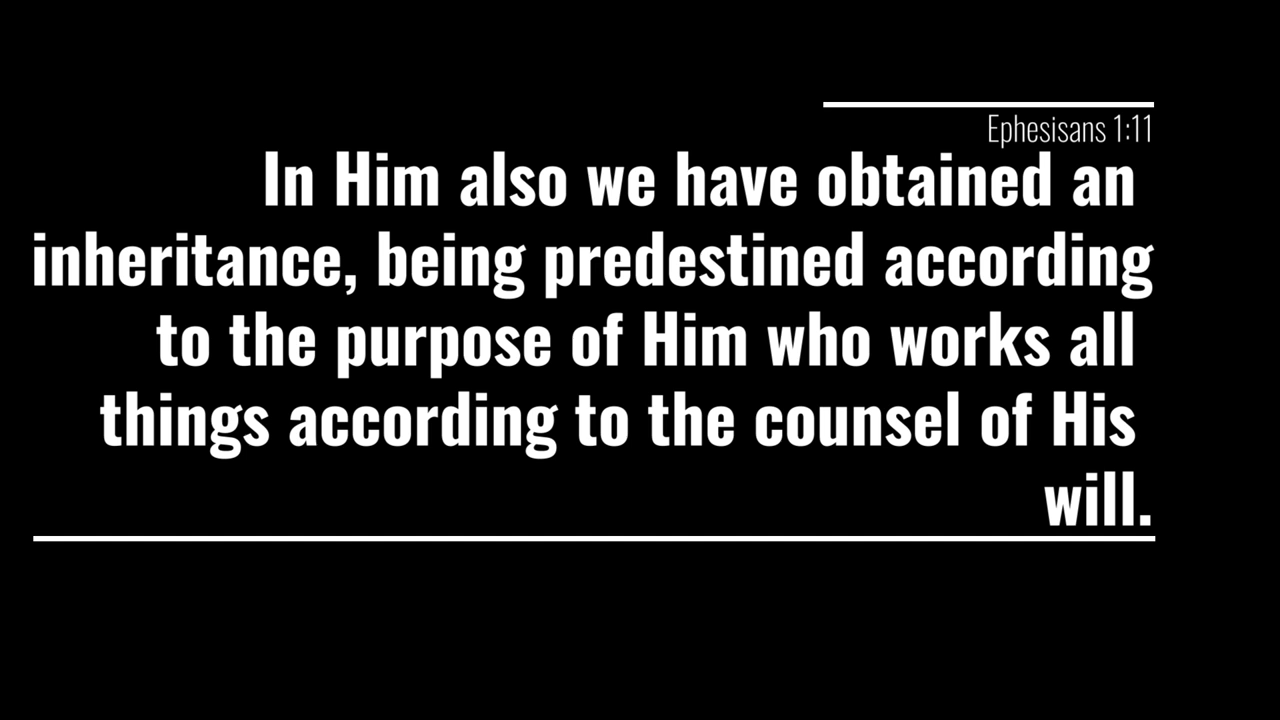 Ephesisans 1:11
In Him also we have obtained an
inheritance, being predestined according
to the purpose of Him who works all
things according to the counsel of His
will.